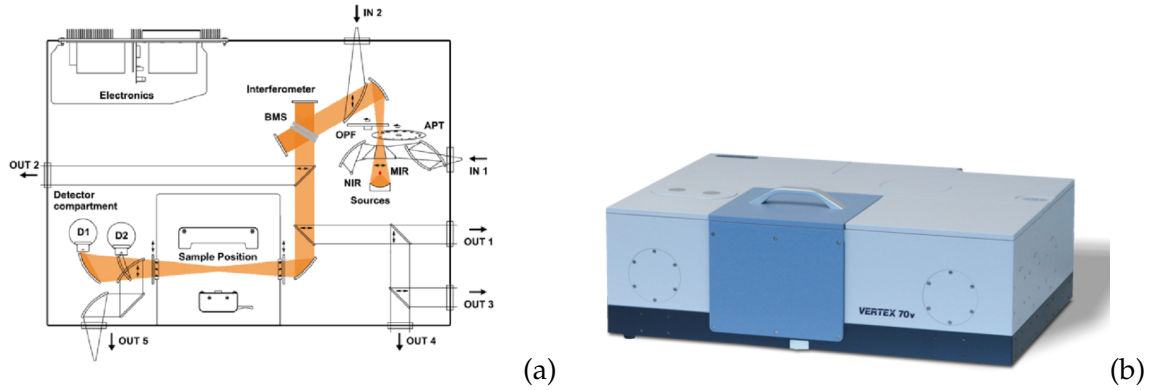 IN 2
Electronics
Interferometer
BMS
OPF
APT
OUT 2
IN 1
NIR
MIR
Sources
Detector
compartment
D1
D2
OUT 1
Sample Position
OUT 3
OUT 5
OUT 4
(a)
VERTEX 70v
(b)